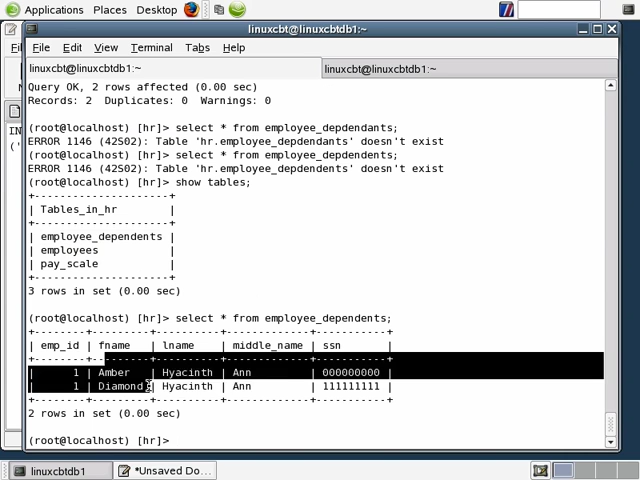 Applications Places Desktop
linuxcbt@linuxcbtdb1:~
File Edit View Terminal Tabs Help
linuxcbt@linuxcbtdb1:~ linuxcbt@linuxcbtdb1:~
Query OK, 2 rows affected (0.00 sec)
Records: 2  Duplicates: 0  Warnings: 0
(root@localhost) [hr]> select * from employee_depdendants;
ERROR 1146 (42S02): Table 'hr.employee_depdendants' doesn't exist
(root@localhost) [hr]> select * from employee_dependants;
ERROR 1146 (42S02): Table 'hr.employee_dependants' doesn't exist
(root@localhost) [hr]> show tables;
+---------------------+
| Tables_in_hr        |
+---------------------+
| employee_dependents |
| employees           |
| pay_scale           |
+---------------------+
3 rows in set (0.00 sec)
(root@localhost) [hr]> select * from employee_dependents;
+--------+---------+----------+-------------+-----------+
| emp_id | fname   | lname    | middle_name | ssn       |
+--------+---------+----------+-------------+-----------+
|      1 | Amber   | Hyacinth | Ann         | 000000000 |
|      1 | Diamond | Hyacinth | Ann         | 111111111 |
+--------+---------+----------+-------------+-----------+
2 rows in set (0.00 sec)
(root@localhost) [hr]>
linuxcbtdb1 *Unsaved Do...